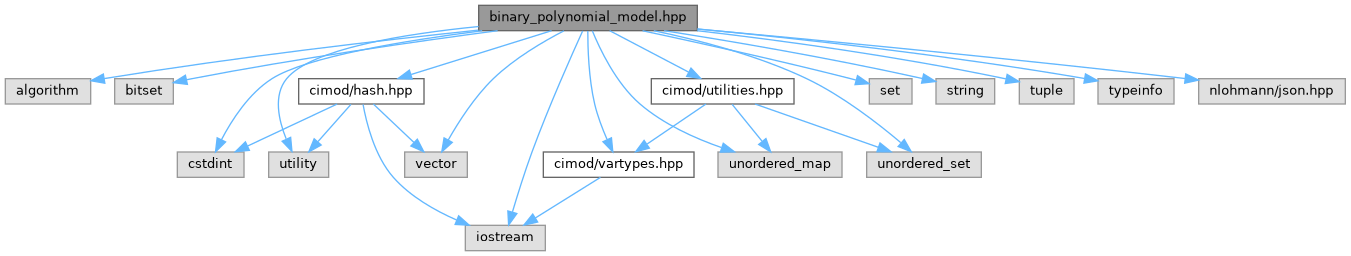 binary_polynomial_model.hpp
algorithm
bitset
cimod/hash.hpp
cimod/utilities.hpp
set
string
tuple
typeinfo
nlohmann/json.hpp
cstdint
utility
vector
cimod/vartypes.hpp
unordered_map
unordered_set
iostream